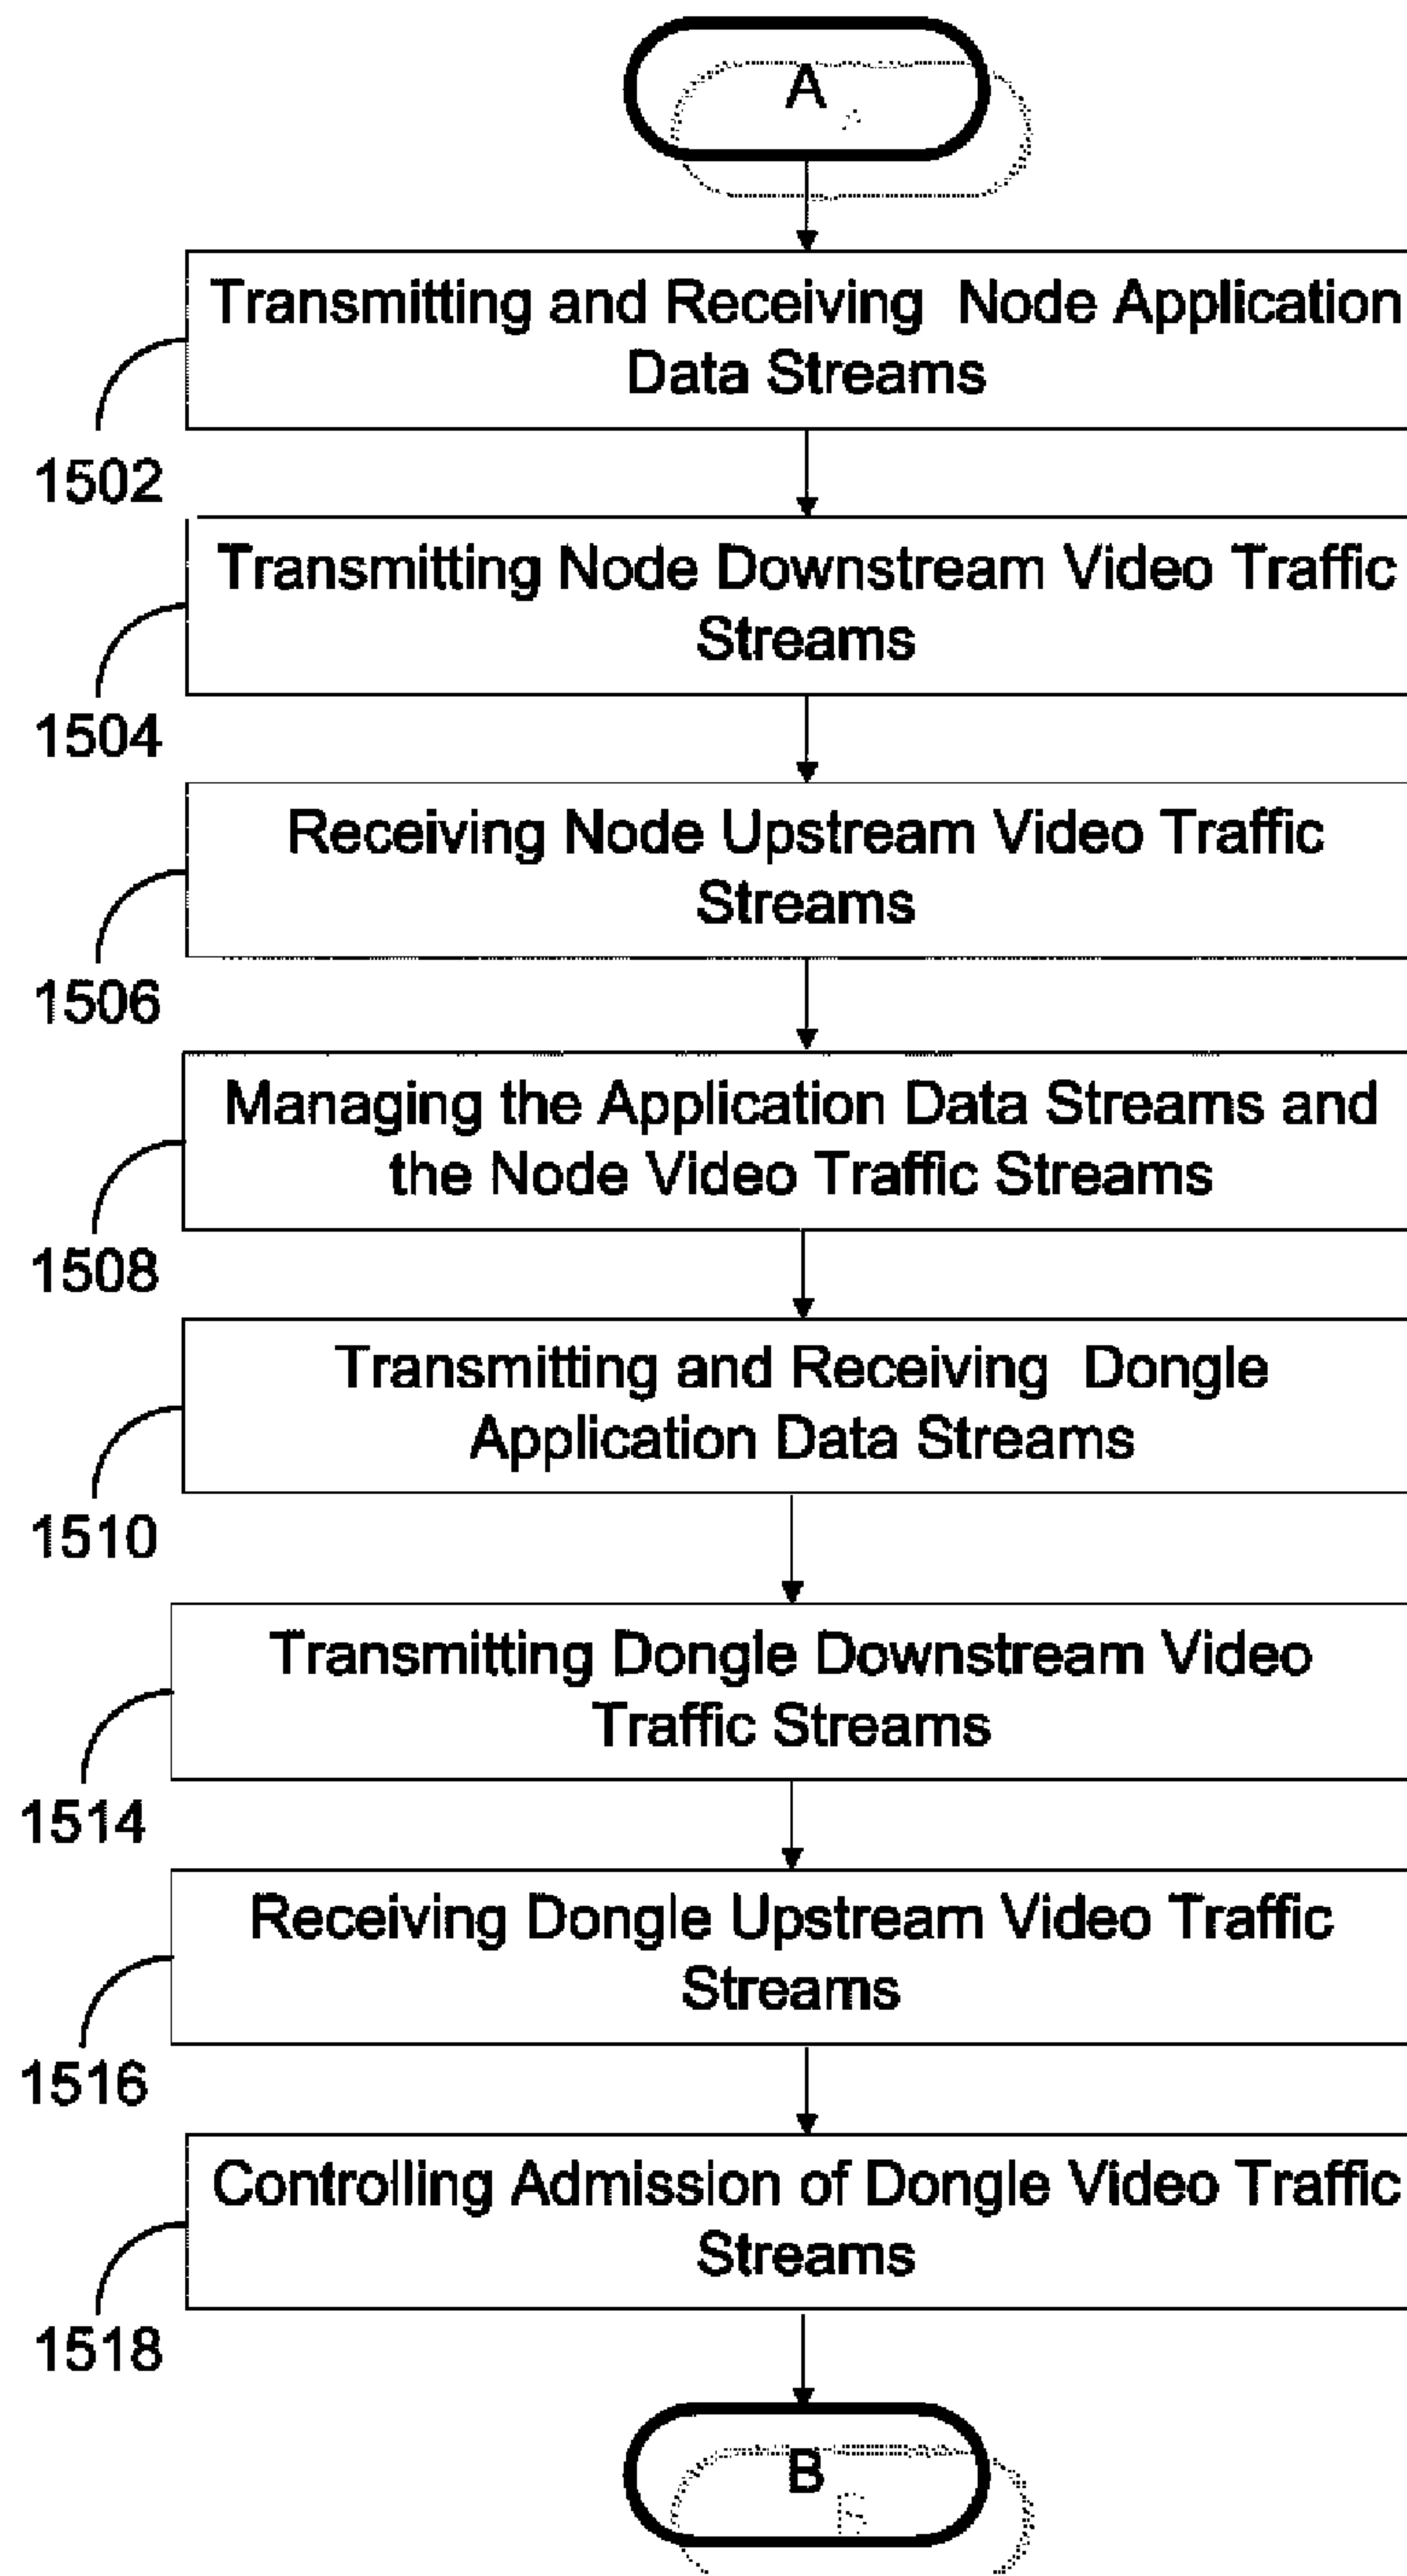 A
Transmitting and Receiving Node Application
Data Streams
1502
Transmitting Node Downstream Video Traffic
Streams
1504
Receiving Node Upstream Video Traffic
Streams
1506
Managing the Application Data Streams and
the Node Video Traffic Streams
1508
Transmitting and Receiving Dongle
Application Data Streams
1510
Transmitting Dongle Downstream Video
Traffic Streams
1514
Receiving Dongle Upstream Video Traffic
Streams
1516
Controlling Admission of Dongle Video Traffic
Streams
1518
B